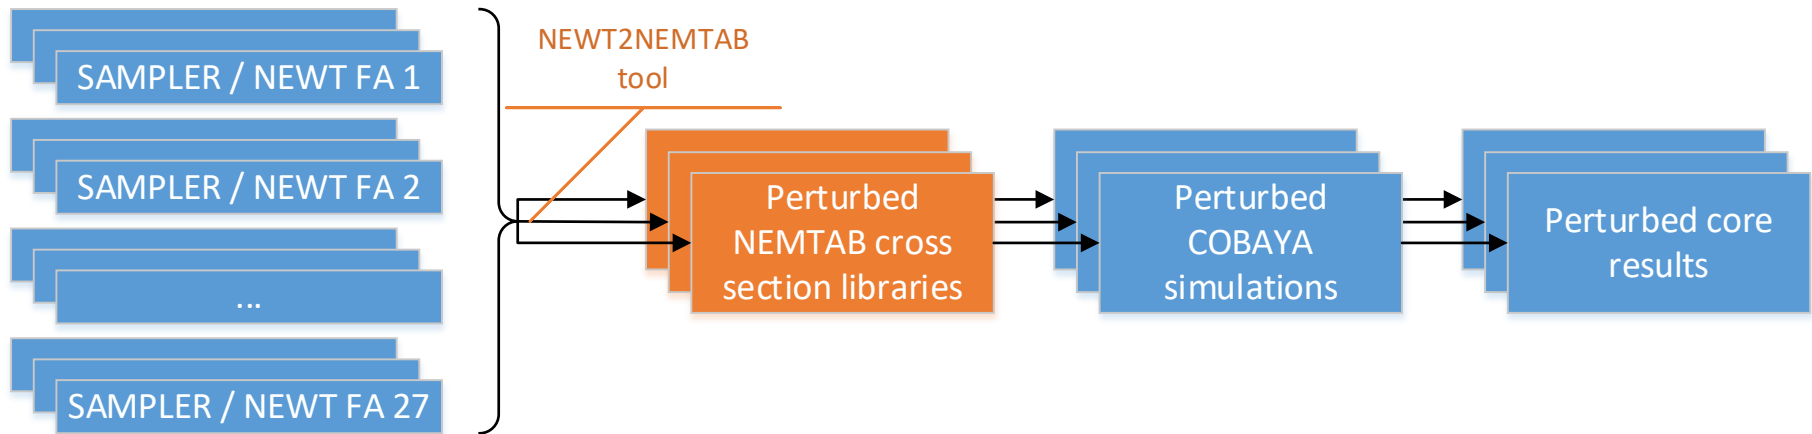 SAMPLER / NEWT FA 1
SAMPLER / NEWT FA 2
...
SAMPLER / NEWT FA 27
NEWT2NEMTAB
tool
Perturbed
NEMTAB cross
section libraries
Perturbed
COBAYA
simulations
Perturbed core
results